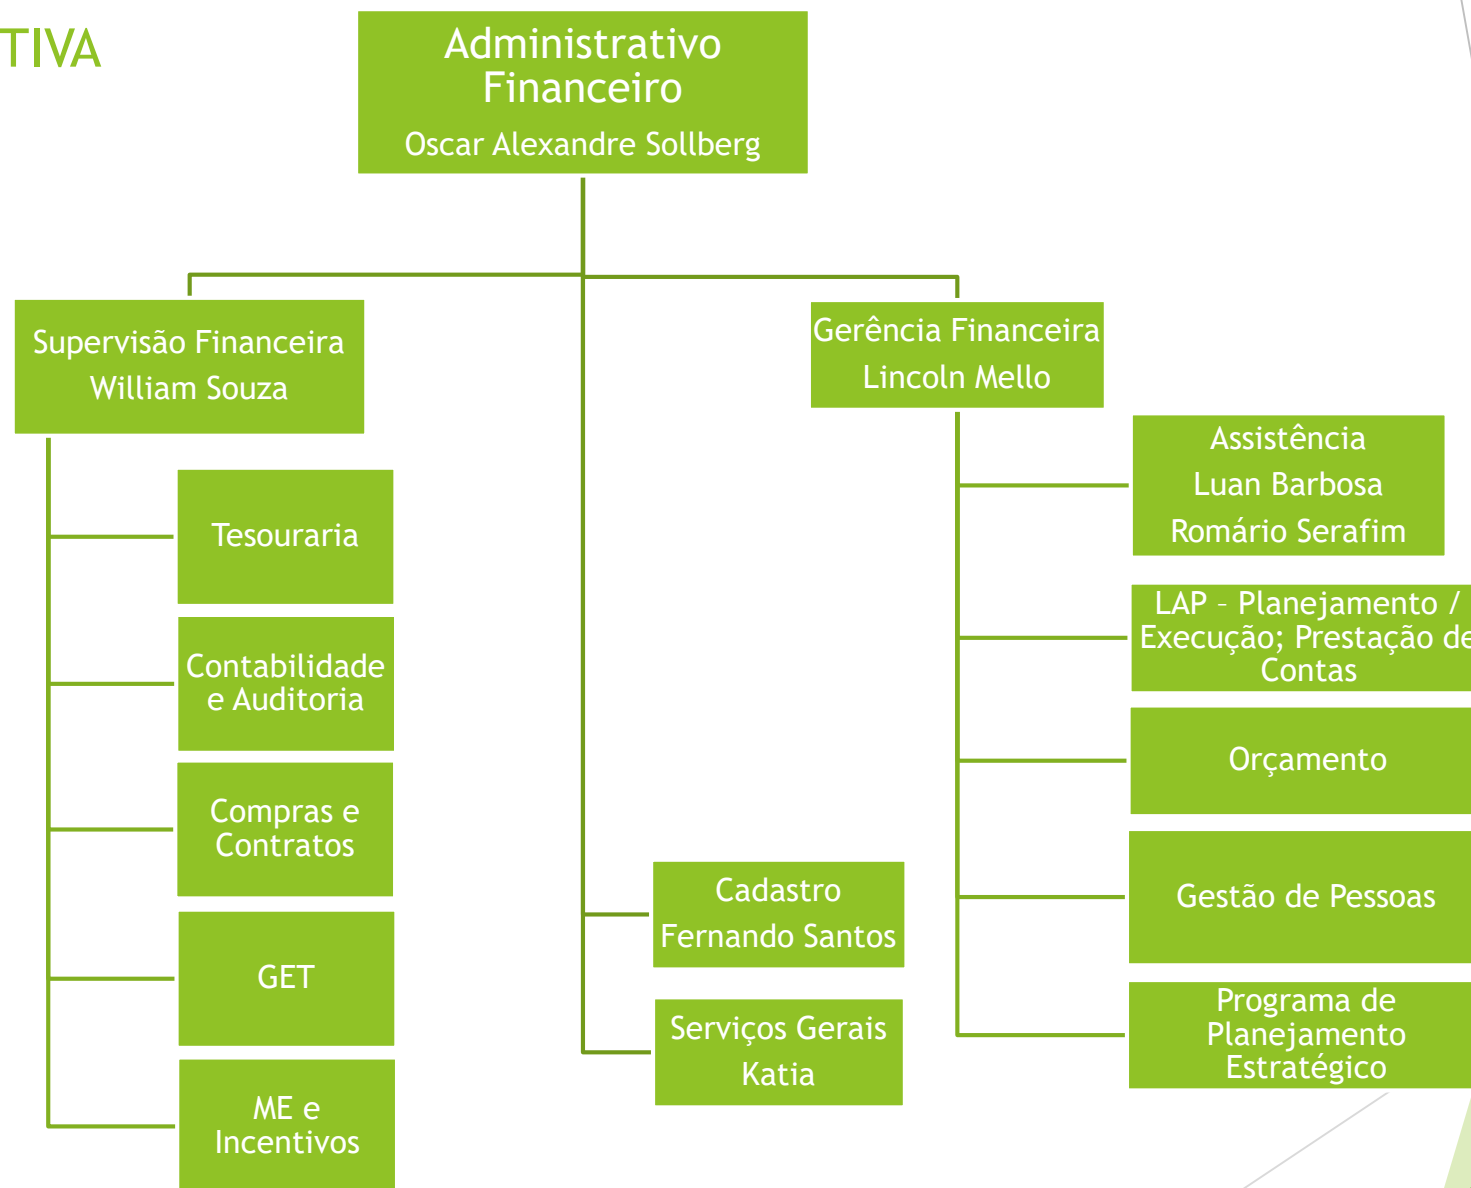 TIVA
Administrativo
Financeiro
Oscar Alexandre Sollberg
Supervisão Financeira
William Souza
Gerência Financeira
Lincoln Mello
Tesouraria
Contabilidade
e Auditoria
Compras e
Contratos
GET
ME e
Incentivos
Cadastro
Fernando Santos
Serviços Gerais
Katia
Assistência
Luan Barbosa
Romário Serafim
LAP – Planejamento /
Execução; Prestação de
Contas
Orçamento
Gestão de Pessoas
Programa de
Planejamento
Estratégico